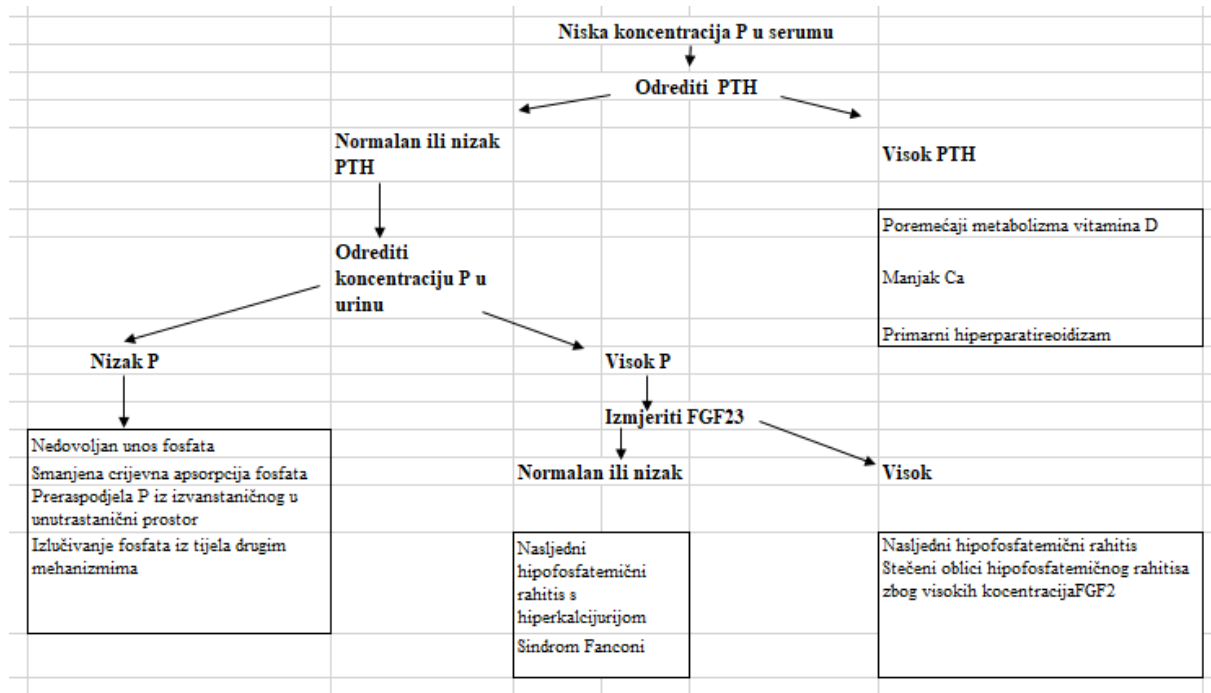 Niska koncentracija P u serumu
Odrediti PTH
Normalan ili nizak
PTH
Visok PTH
Poremećaji metabolizma vitamina D
Manjak Ca
Primarni hiperparatireoidizam
Odrediti
koncentraciju P u
urinu
Nizak P
Visok P
Izmjeriti FGF23
Nedovoljan unos fosfata
Smanjena crijevna apsorpcija fosfata
Preraspodjela P iz izvanstaničnog u
unutrastanični prostor
Izlučivanje fosfata iz tijela drugim
mehanizmima
Normalan ili nizak
Visok
Nasljedni
hipofosfatemični
rahitis s
hiperkalcijurijom
Sindrom Fanconi
Nasljedni hipofosfatemični rahitis
Stečeni oblici hipofosfatemičnog rahitisa
zbog visokih kocentracijaFGF2